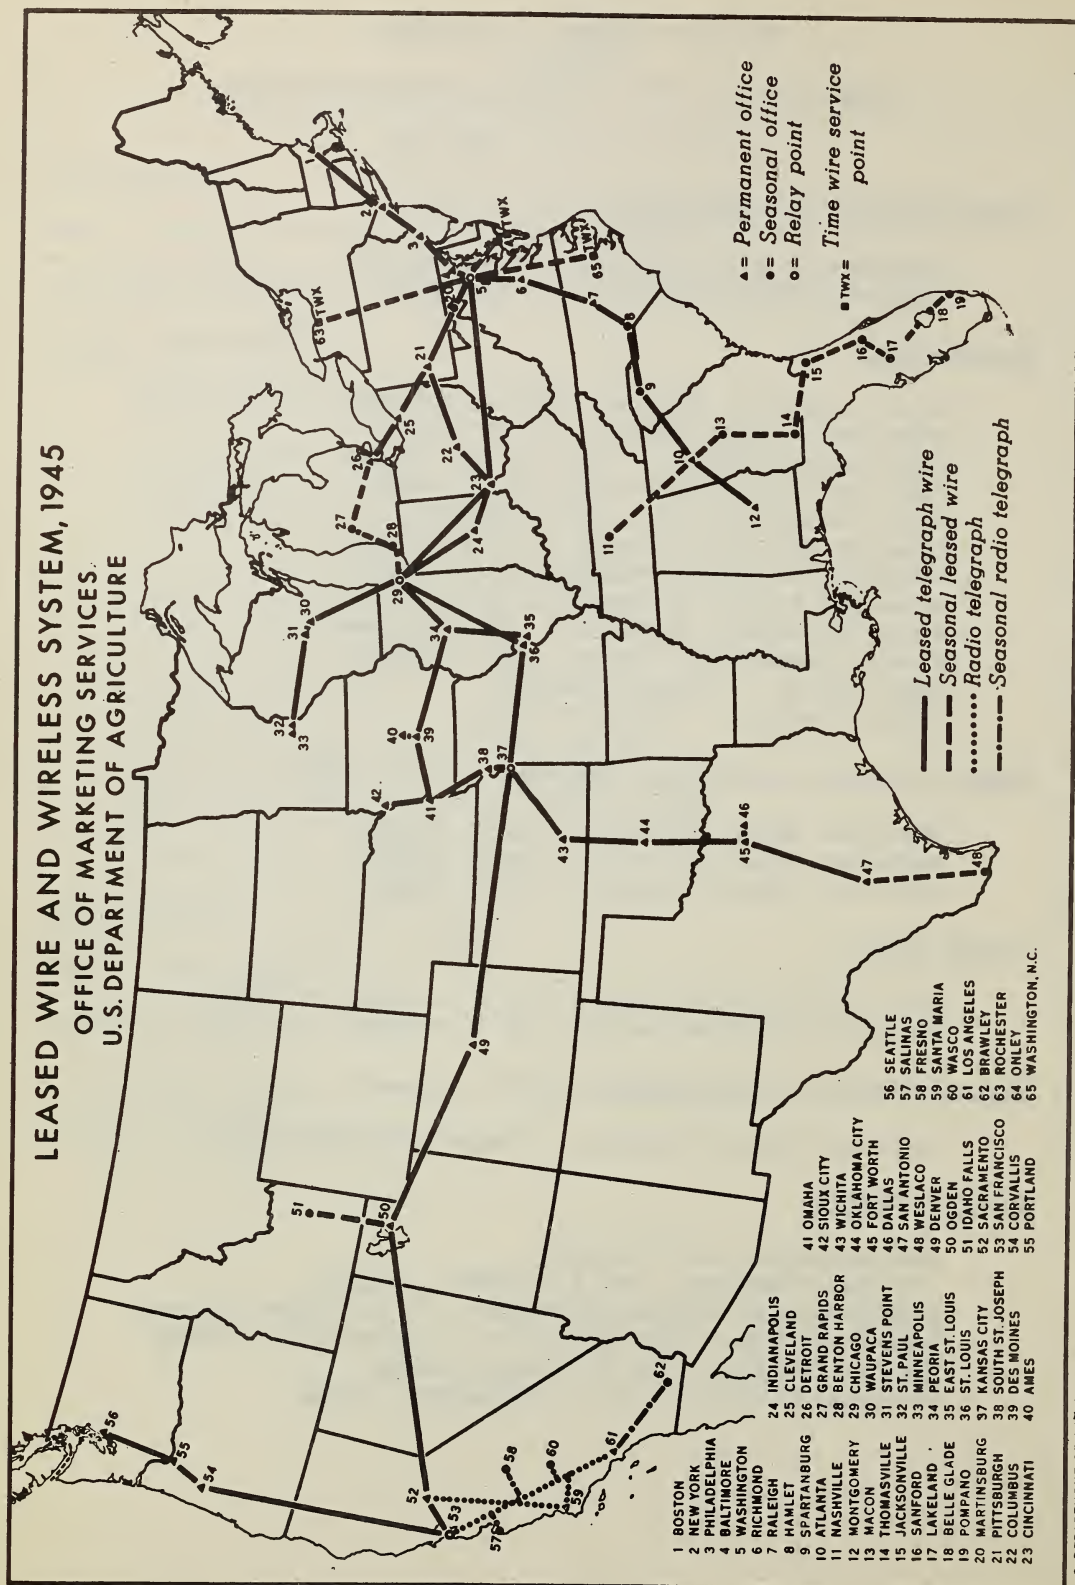 LEASED WIRE AND WIRELESS SYSTEM, 1945
OFFICE OF MARKETING SERVICES
U.S. DEPARTMENT OF AGRICULTURE
▲ = Permanent office
● = Seasonal office
○ = Relay point
■ TWX = Time wire service
point
Leased telegraph wire
Seasonal leased wire
Radio telegraph
Seasonal radio telegraph
63 TWX
TWX
TWX
65
1 BOSTON
2 NEW YORK
3 PHILADELPHIA
4 BALTIMORE
5 WASHINGTON
6 RICHMOND
7 RALEIGH
8 HAMLET
9 SPARTANBURG
10 ATLANTA
11 NASHVILLE
12 MONTGOMERY
13 MACON
14 THOMASVILLE
15 JACKSONVILLE
16 SANFORD
17 LAKELAND
18 BELLE GLADE
19 POMPANO
20 MARTINSBURG
21 PITTSBURGH
22 COLUMBUS
23 CINCINNATI
24 INDIANAPOLIS
25 CLEVELAND
26 DETROIT
27 GRAND RAPIDS
28 BENTON HARBOR
29 CHICAGO
30 WAUPACA
31 STEVENS POINT
32 ST. PAUL
33 MINNEAPOLIS
34 PEORIA
35 EAST ST. LOUIS
36 ST. LOUIS
37 KANSAS CITY
38 SOUTH ST. JOSEPH
39 DES MOINES
40 AMES
41 OMAHA
42 SIOUX CITY
43 WICHITA
44 OKLAHOMA CITY
45 FORT WORTH
46 DALLAS
47 SAN ANTONIO
48 WESLACO
49 DENVER
50 OGDEN
51 IDAHO FALLS
52 SACRAMENTO
53 SAN FRANCISCO
54 CORVALIS
55 PORTLAND
56 SEATTLE
57 SALINAS
58 FRESNO
59 SANTA MARIA
60 WASCO
61 LOS ANGELES
62 BRAWLEY
63 ROCHESTER
64 ONLEY
65 WASHINGTON, N.C.